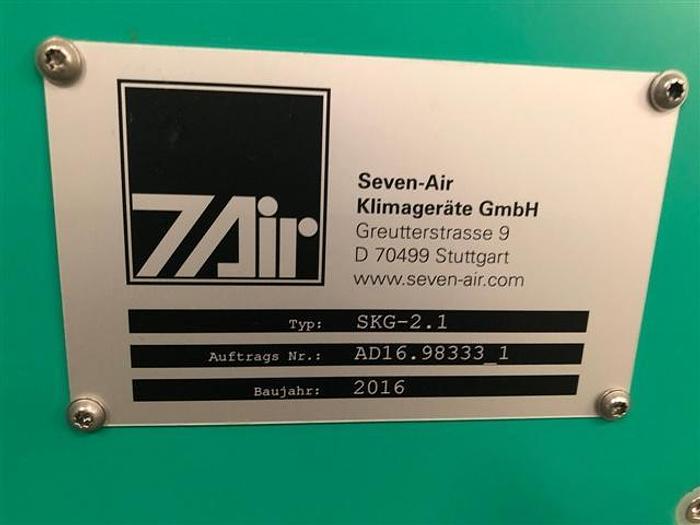 7Air
Seven-Air
Klimageräte GmbH
Greutterstrasse 9
D 70499 Stuttgart
www.seven-air.com
Typ: SKG-2.1
Auftrags Nr.: AD16.98333_1
Baujahr: 2016